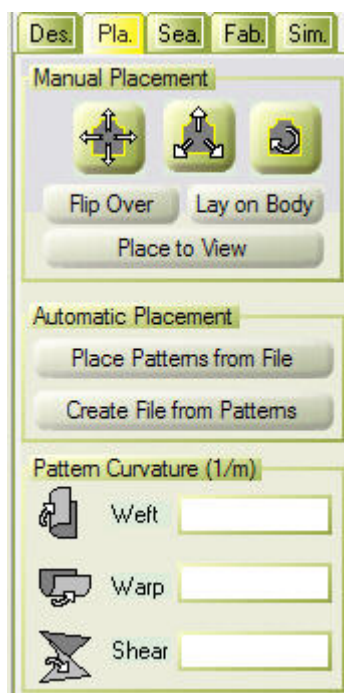 Des. Pla. Sea. Fab. Sim.
Manual Placement
Flip Over Lay on Body
Place to View
Automatic Placement
Place Patterns from File
Create File from Patterns
Pattern Curvature (1/m)
Weft
Warp
Shear